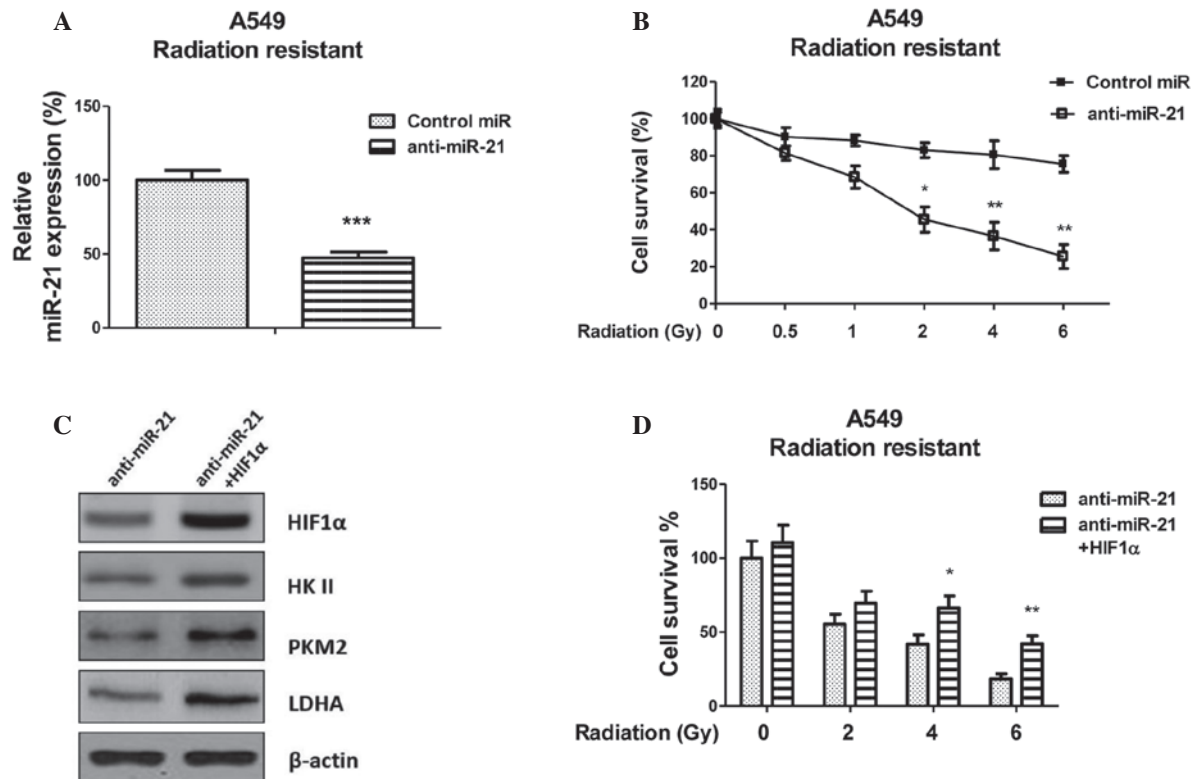 A
A549
Radiation resistant
Relative
miR-21 expression (%)
150
100
50
0
Control miR
anti-miR-21
***
B
A549
Radiation resistant
Cell survival (%)
120
100
80
60
40
20
0
Control miR
anti-miR-21
*
**
**
Radiation (Gy) 0 0.5 1 2 4 6
C
anti-miR-21
anti-miR-21
+HIF1α
HIF1α
HK II
PKM2
LDHA
β-actin
D
A549
Radiation resistant
Cell survival %
150
100
50
0
anti-miR-21
anti-miR-21
+HIF1α
*
**
Radiation (Gy) 0 2 4 6